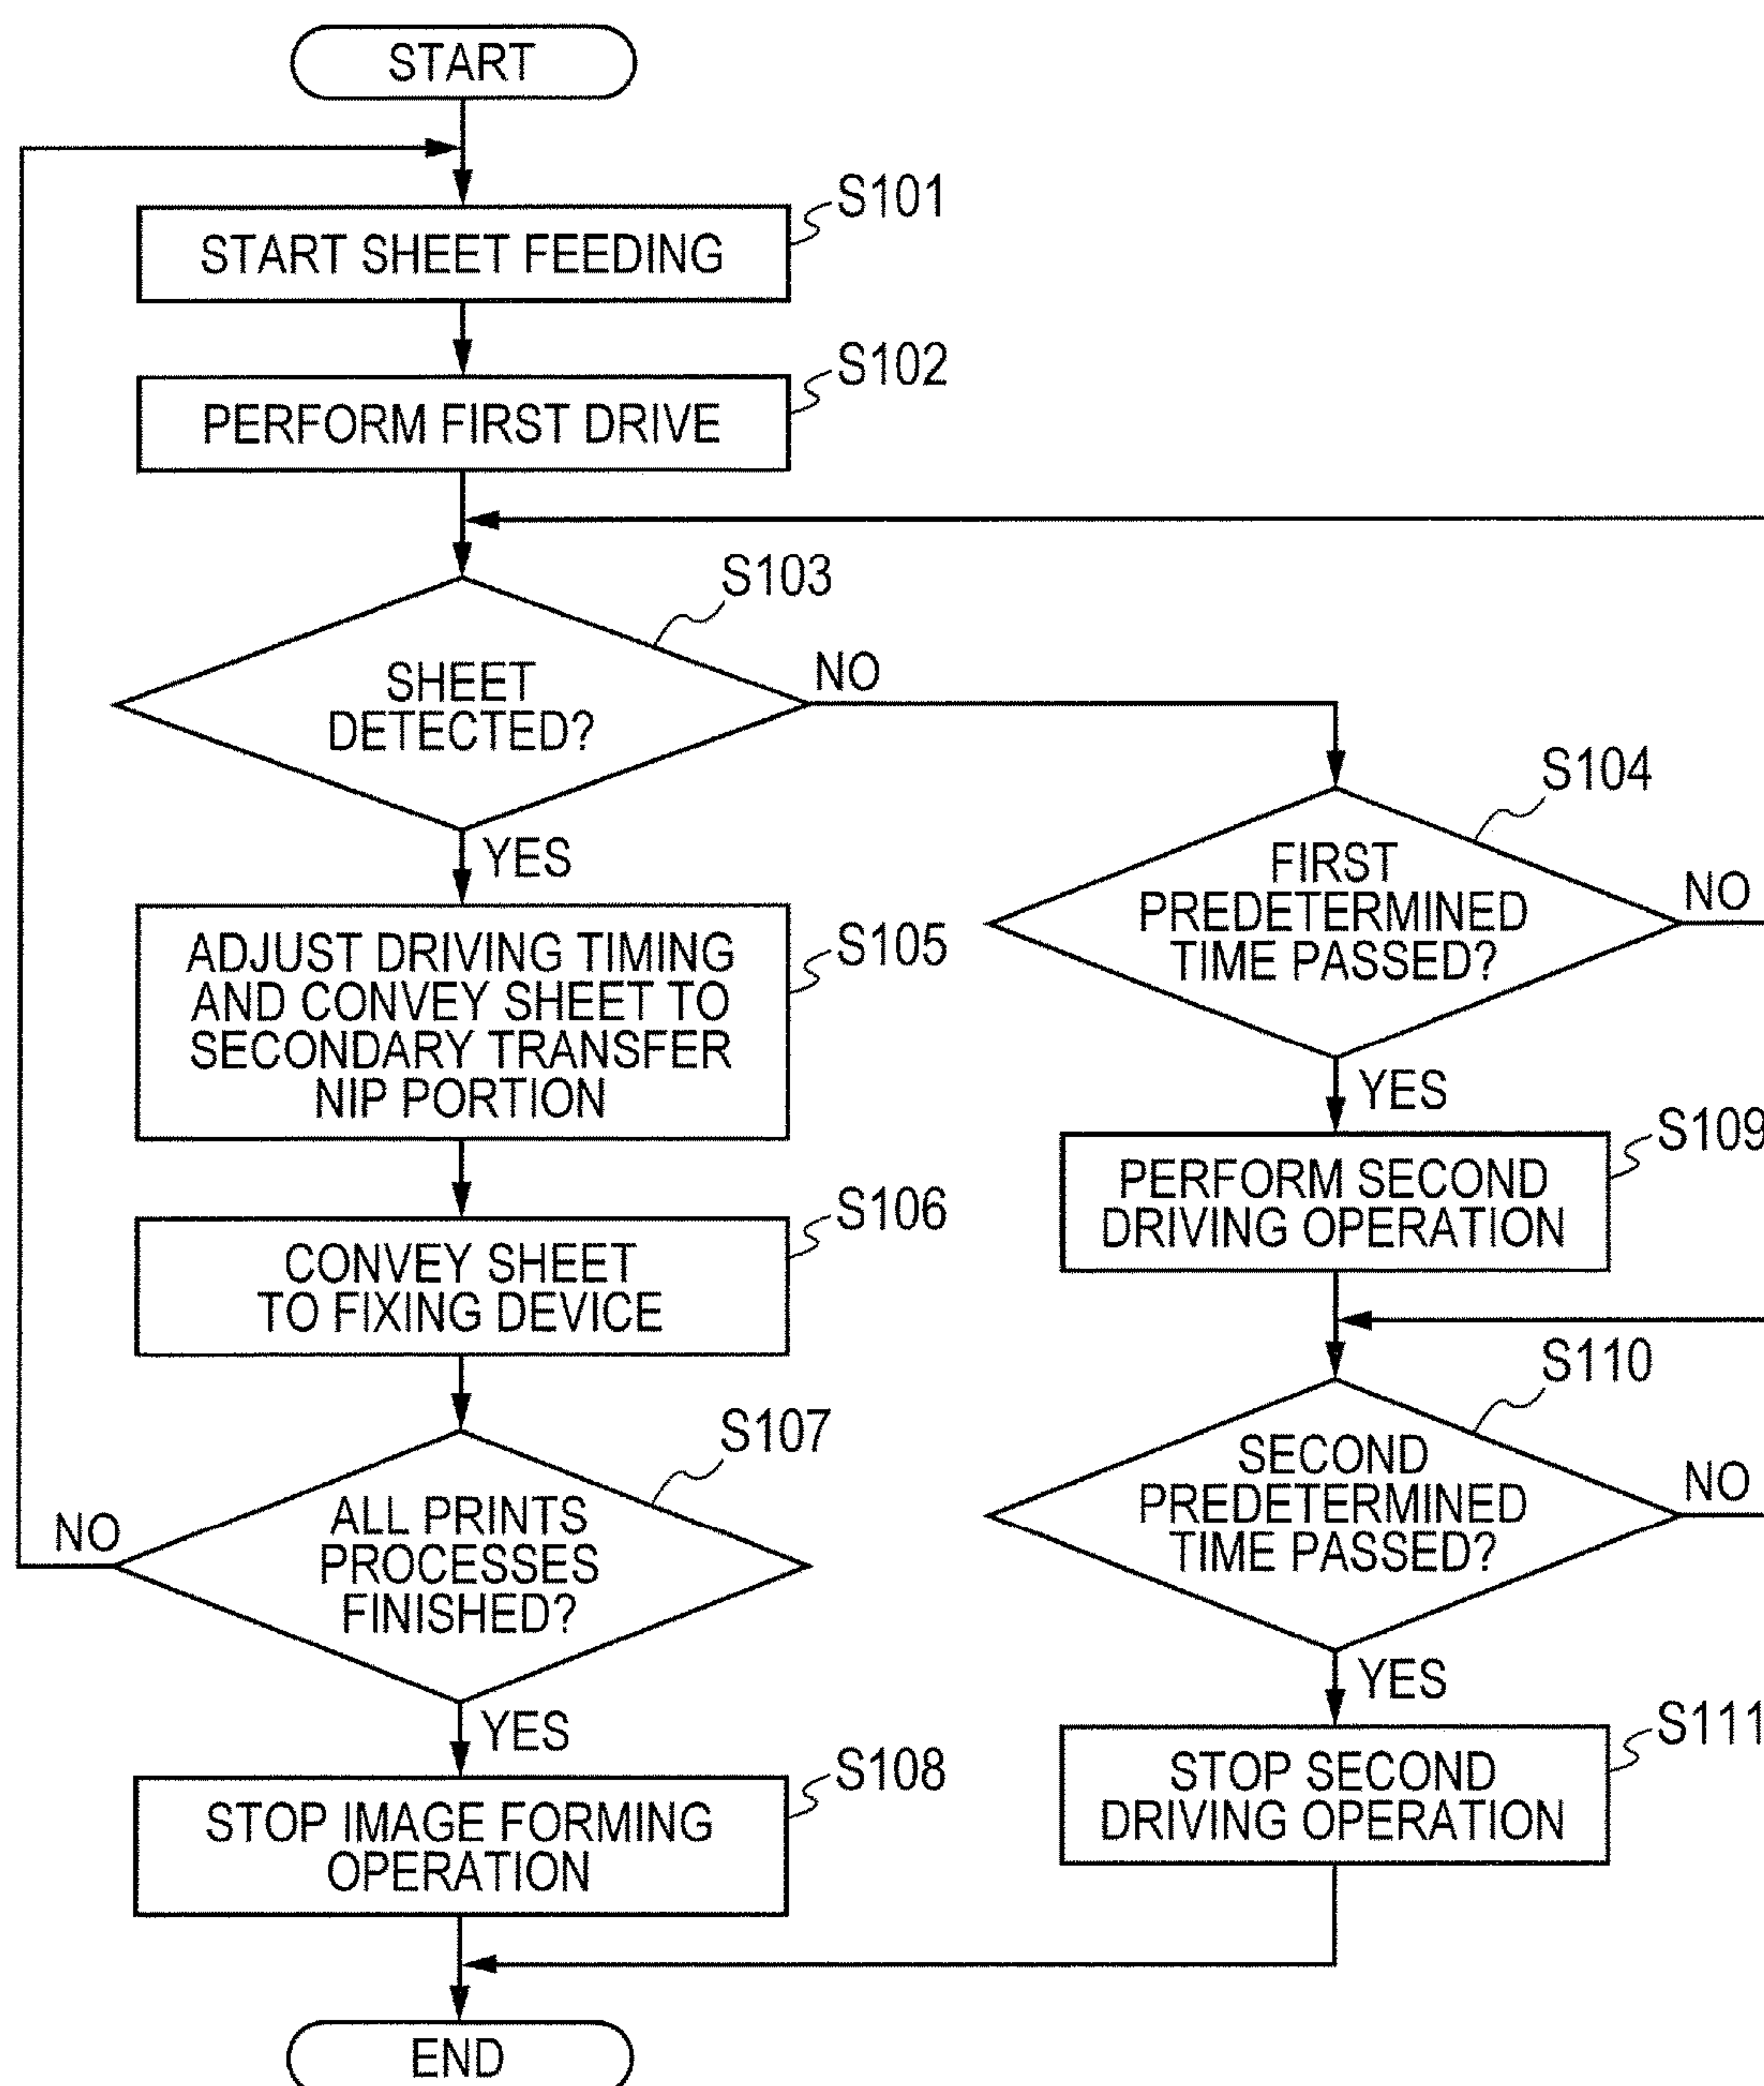 START
S101
START SHEET FEEDING
S102
PERFORM FIRST DRIVE
S103
SHEET
DETECTED?
NO
YES
S104
FIRST
PREDETERMINED
TIME PASSED?
NO
YES
S105
ADJUST DRIVING TIMING
AND CONVEY SHEET TO
SECONDARY TRANSFER
NIP PORTION
S109
PERFORM SECOND
DRIVING OPERATION
S106
CONVEY SHEET
TO FIXING DEVICE
S110
SECOND
PREDETERMINED
TIME PASSED?
NO
YES
S107
ALL PRINTS
PROCESSES
FINISHED?
NO
YES
S111
STOP SECOND
DRIVING OPERATION
S108
STOP IMAGE FORMING
OPERATION
END